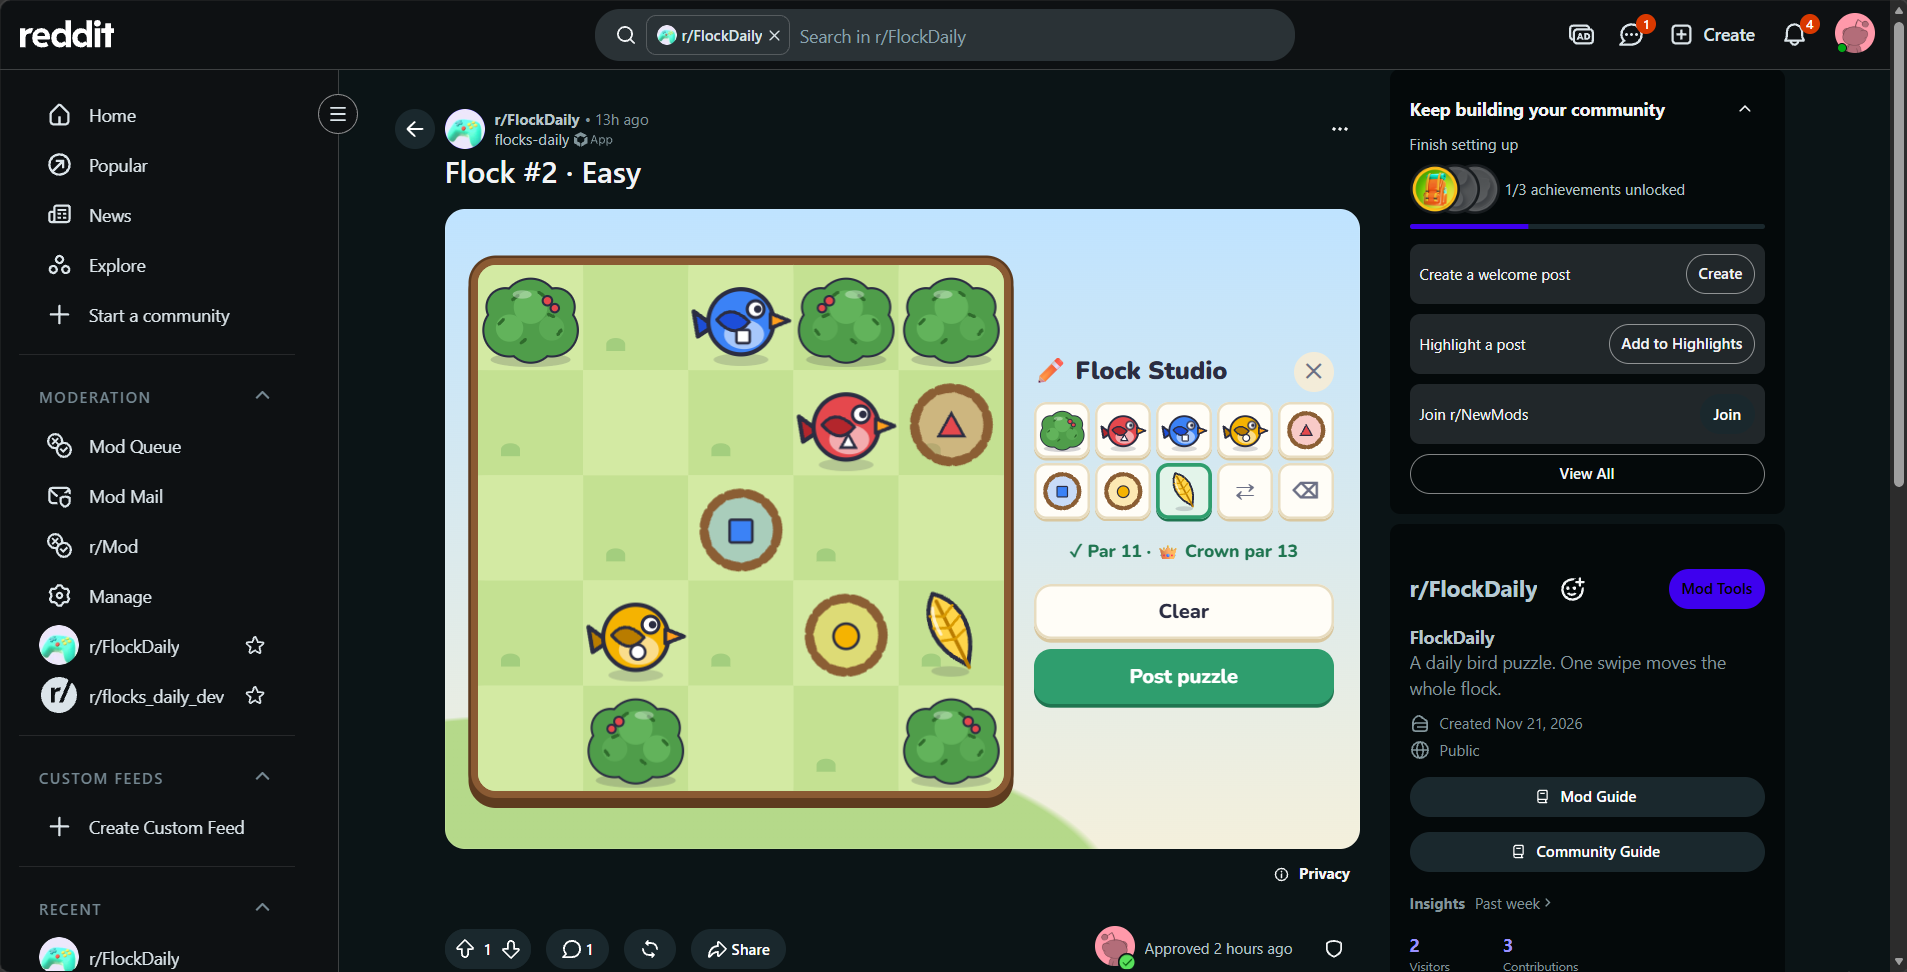 reddit
r/FlockDaily
Search in r/FlockDaily
AD
1
Create
4
Home
Popular
News
Explore
Start a community
MODERATION
Mod Queue
Mod Mail
r/Mod
Manage
r/FlockDaily
r/ r/flocks_daily_dev
CUSTOM FEEDS
Create Custom Feed
RECENT
r/FlockDaily
r/FlockDaily • 13h ago
flocks-daily App
Flock #2 · Easy
Flock Studio
✓ Par 11 · Crown par 13
Clear
Post puzzle
Privacy
1
1
Share
Approved 2 hours ago
Keep building your community
Finish setting up
1/3 achievements unlocked
Create a welcome post
Create
Highlight a post
Add to Highlights
Join r/NewMods
Join
View All
r/FlockDaily
Mod Tools
FlockDaily
A daily bird puzzle. One swipe moves the
whole flock.
Created Nov 21, 2026
Public
Mod Guide
Community Guide
Insights Past week
2
3
Visitors
Contributions